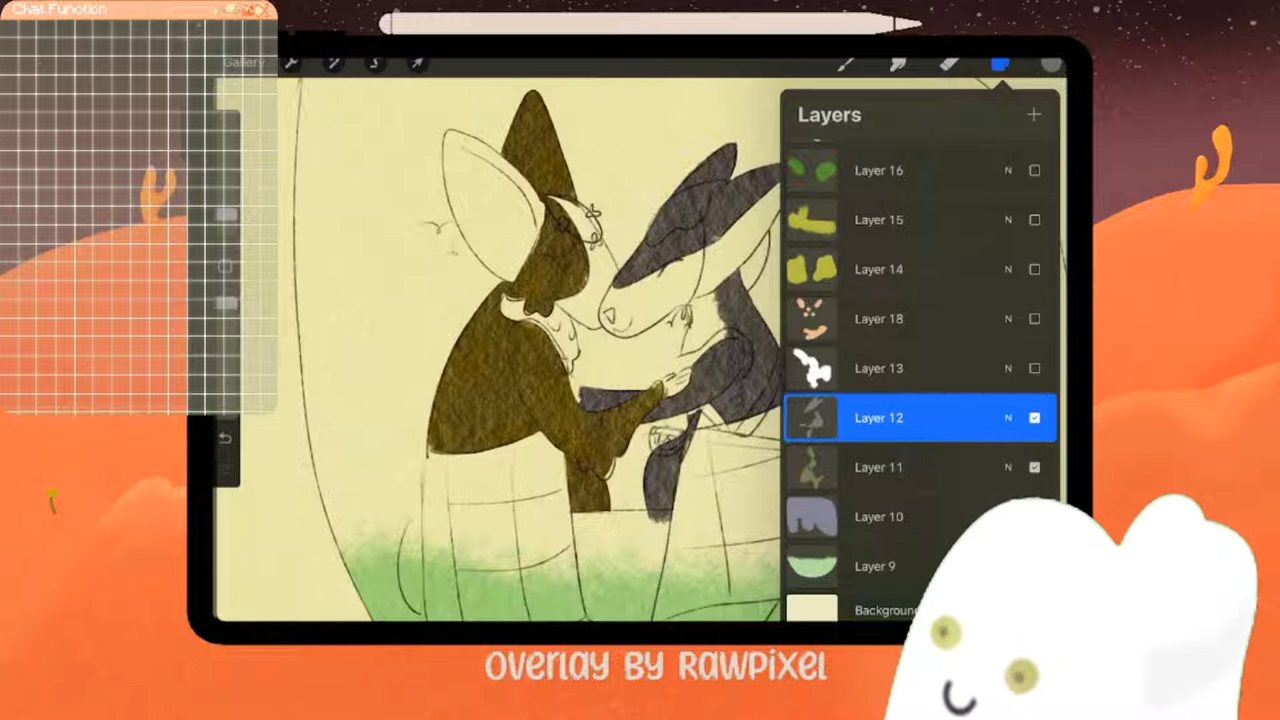 Chat Function
Gallery
Layers
Layer 16 N
Layer 15 N
Layer 14 N
Layer 18 N
Layer 13 N
Layer 12 N
Layer 11 N
Layer 10
Layer 9
Background
OVERLAY BY RAWPIXEL